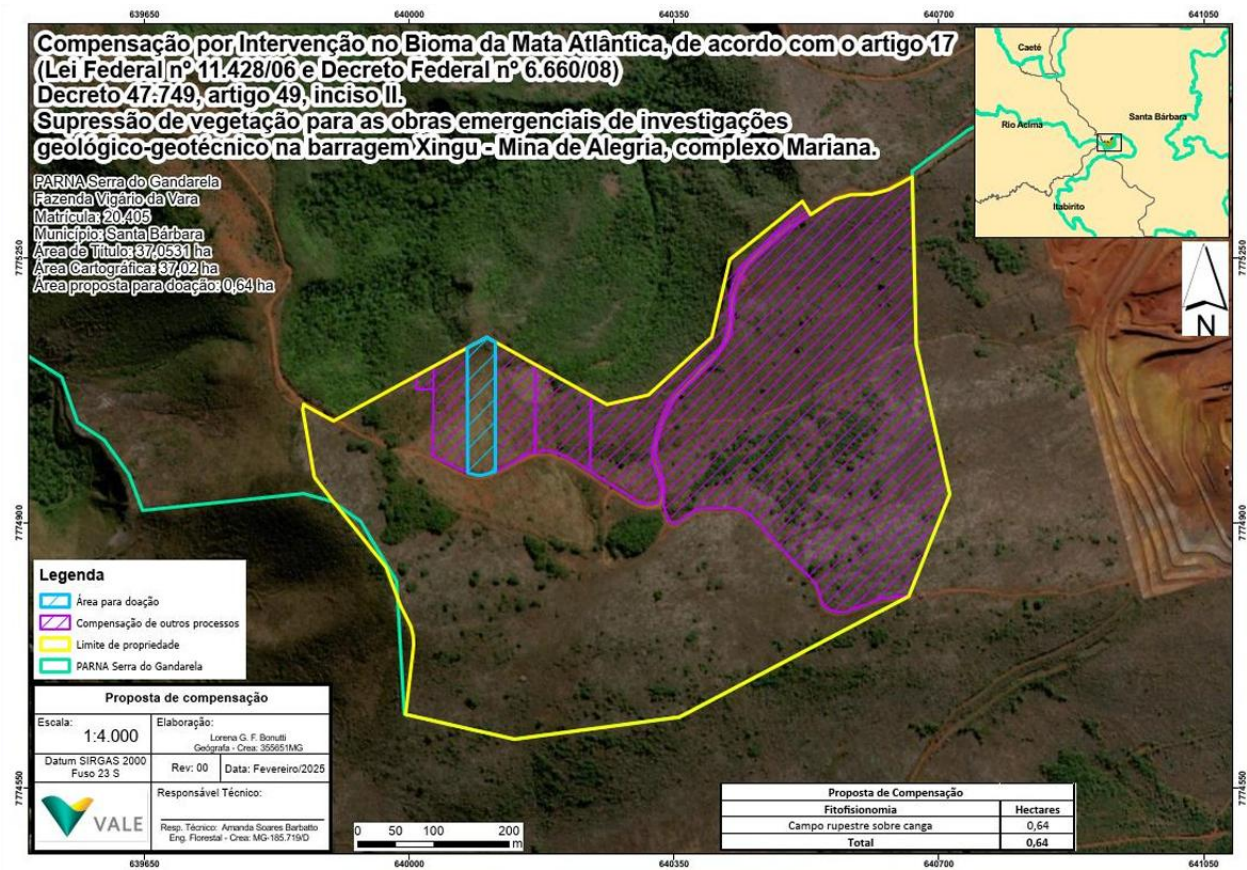 639650
640000
640350
640700
641050
Compensação por Intervenção no Bioma da Mata Atlântica, de acordo com o artigo 17
(Lei Federal nº 11.428/06 e Decreto Federal nº 6.660/08)
Decreto 47.749, artigo 49, inciso II.
Supressão de vegetação para as obras emergenciais de investigações
geológico-geotécnico na barragem Xingu - Mina de Alegria, complexo Mariana.
PARNA Serra do Gandarela
Fazenda Vigário da Vara
Matrícula: 20.405
Município: Santa Bárbara
Área de Título: 37,0531 ha
Área Cartográfica: 37,02 ha
Área proposta para doação: 0,64 ha
Caeté
Santa Bárbara
Rio Acima
Itabirito
N
7775250
7775250
7774900
7774900
7774550
7774550
Legenda
Área para doação
Compensação de outros processos
Limite de propriedade
PARNA Serra do Gandarela
Proposta de compensação
Escala:
1:4.000
Elaboração:
Lorena G. F. Bonutti
Geógrafa - Crea: 355651MG
Datum SIRGAS 2000
Fuso 23 S
Rev: 00
Data: Fevereiro/2025
VALE
Responsável Técnico:
Resp. Técnico: Amanda Soares Barbatto
Eng. Florestal - Crea: MG-185.719/D
0 50 100 200
m
Proposta de Compensação
Fitofisionomia Hectares
Campo rupestre sobre canga 0,64
Total 0,64
639650
640000
640350
640700
641050